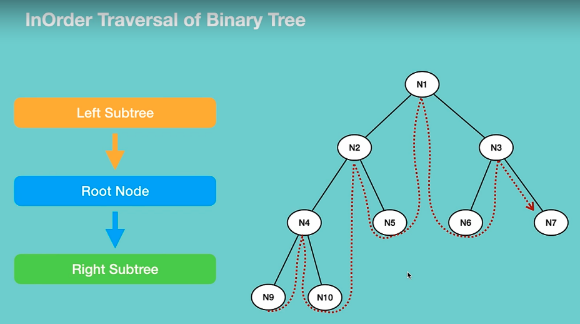 InOrder Traversal of Binary Tree
Left Subtree
Root Node
Right Subtree
N1
N2
N3
N4
N5
N6
N7
N9
N10